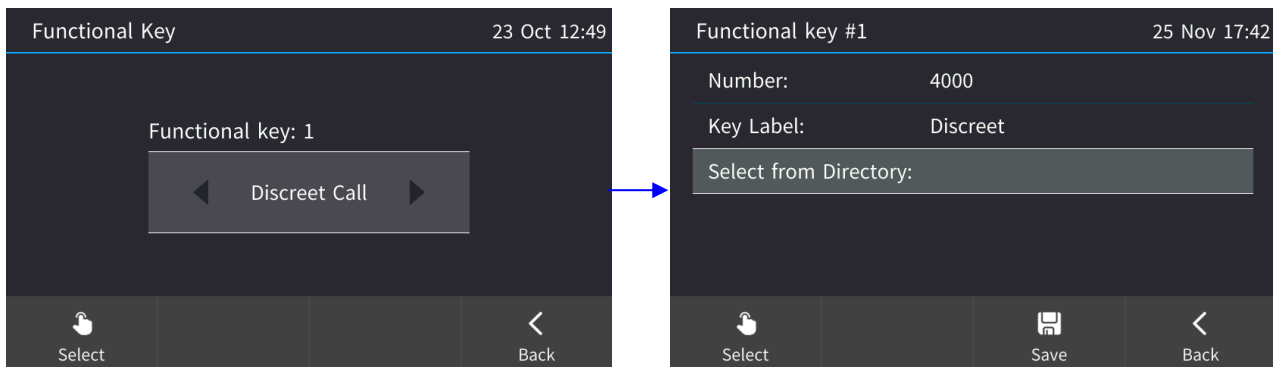 Functional Key 23 Oct 12:49
Functional key: 1
Discreet Call
Select Back
Functional key #1 25 Nov 17:42
Number: 4000
Key Label: Discreet
Select from Directory:
Select Save Back